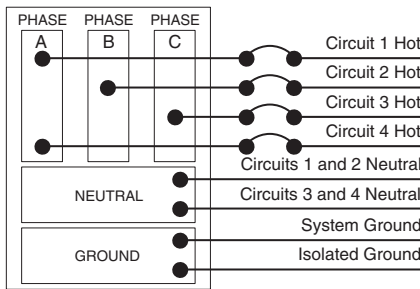 PHASE PHASE PHASE
A B C
Circuit 1 Hot
Circuit 2 Hot
Circuit 3 Hot
Circuit 4 Hot
Circuits 1 and 2 Neutral
NEUTRAL
Circuits 3 and 4 Neutral
System Ground
GROUND
Isolated Ground